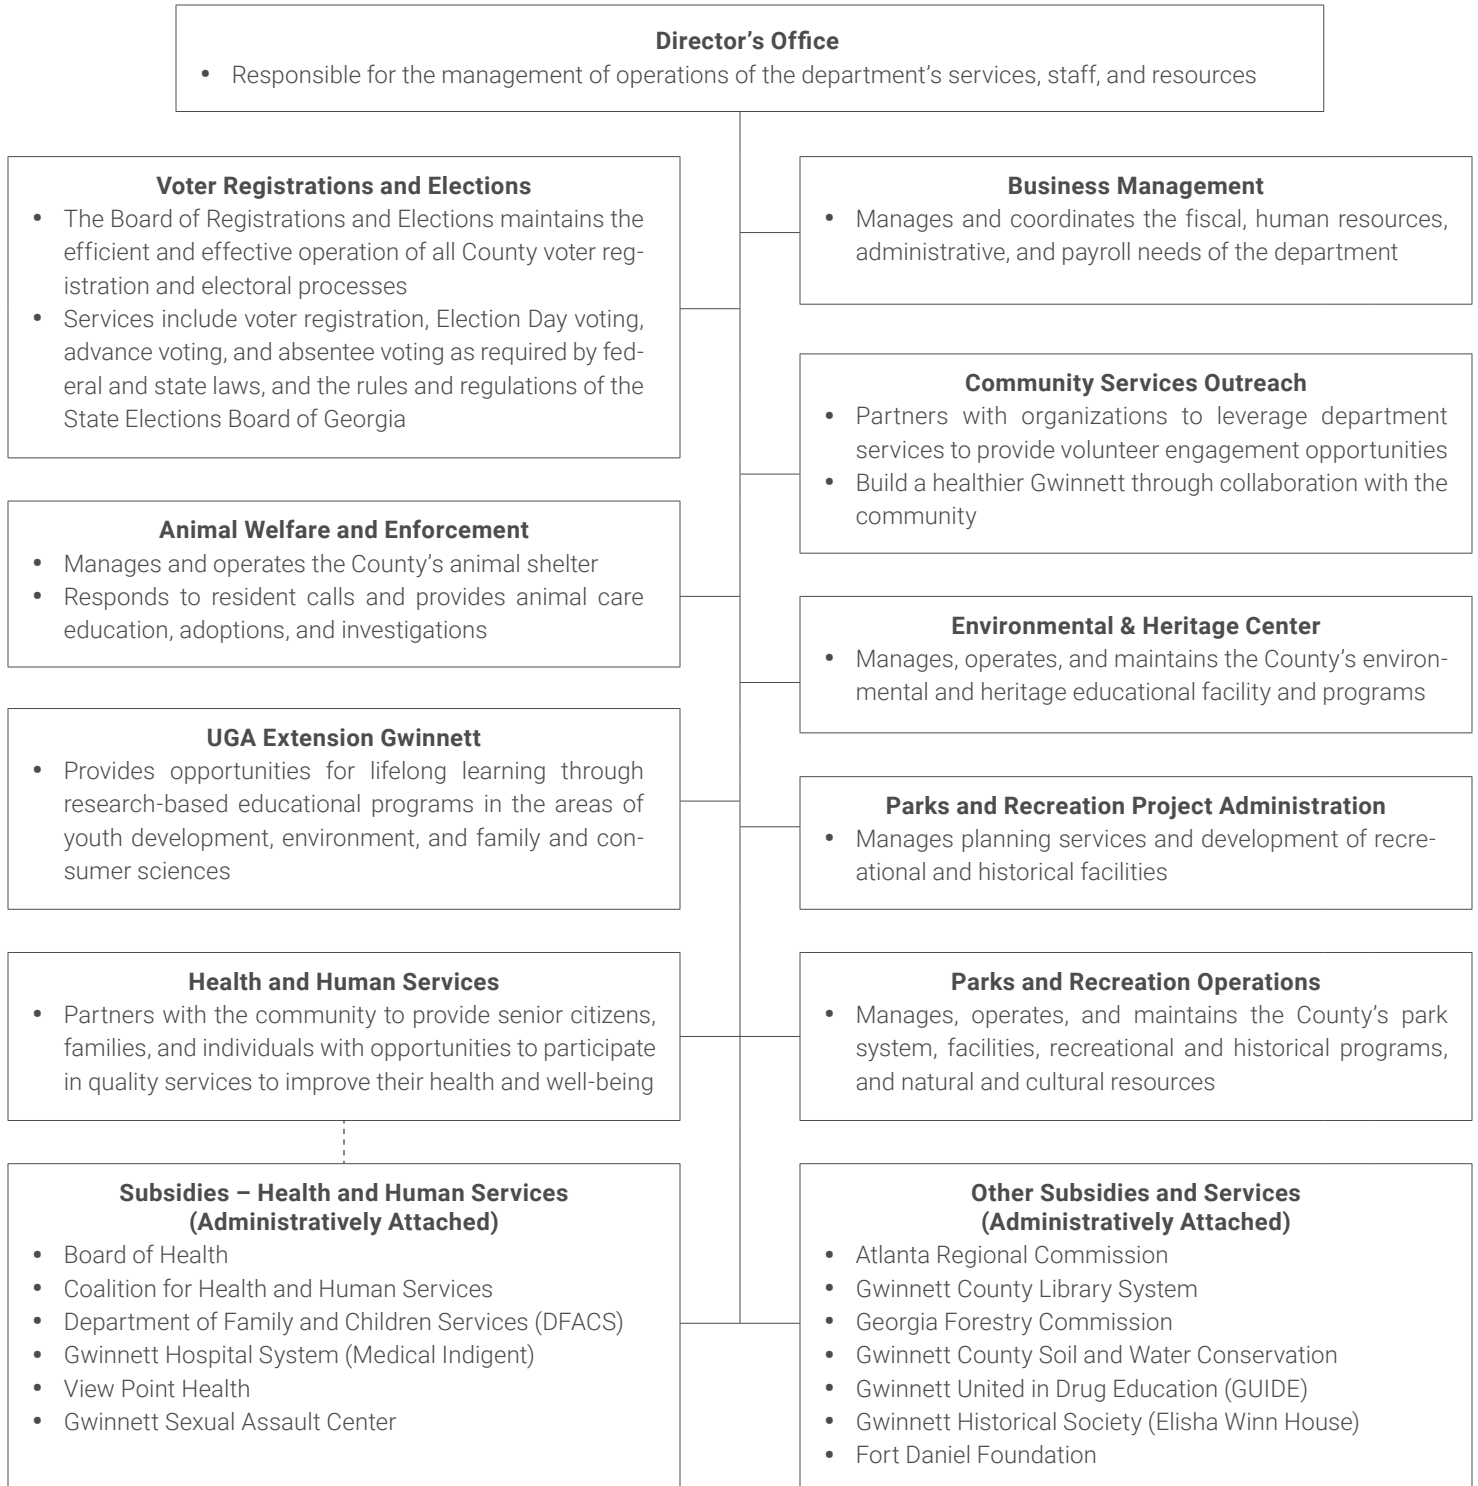 Director’s Office
• Responsible for the management of operations of the department’s services, staff, and resources
Voter Registrations and Elections
• The Board of Registrations and Elections maintains the
efficient and effective operation of all County voter reg-
istration and electoral processes
• Services include voter registration, Election Day voting,
advance voting, and absentee voting as required by fed-
eral and state laws, and the rules and regulations of the
State Elections Board of Georgia
Animal Welfare and Enforcement
• Manages and operates the County’s animal shelter
• Responds to resident calls and provides animal care
education, adoptions, and investigations
UGA Extension Gwinnett
• Provides opportunities for lifelong learning through
research-based educational programs in the areas of
youth development, environment, and family and con-
sumer sciences
Health and Human Services
• Partners with the community to provide senior citizens,
families, and individuals with opportunities to participate
in quality services to improve their health and well-being
Subsidies – Health and Human Services
(Administratively Attached)
• Board of Health
• Coalition for Health and Human Services
• Department of Family and Children Services (DFACS)
• Gwinnett Hospital System (Medical Indigent)
• View Point Health
• Gwinnett Sexual Assault Center
Business Management
• Manages and coordinates the fiscal, human resources,
administrative, and payroll needs of the department
Community Services Outreach
• Partners with organizations to leverage department
services to provide volunteer engagement opportunities
• Build a healthier Gwinnett through collaboration with the
community
Environmental & Heritage Center
• Manages, operates, and maintains the County’s environ-
mental and heritage educational facility and programs
Parks and Recreation Project Administration
• Manages planning services and development of recre-
ational and historical facilities
Parks and Recreation Operations
• Manages, operates, and maintains the County’s park
system, facilities, recreational and historical programs,
and natural and cultural resources
Other Subsidies and Services
(Administratively Attached)
• Atlanta Regional Commission
• Gwinnett County Library System
• Georgia Forestry Commission
• Gwinnett County Soil and Water Conservation
• Gwinnett United in Drug Education (GUIDE)
• Gwinnett Historical Society (Elisha Winn House)
• Fort Daniel Foundation